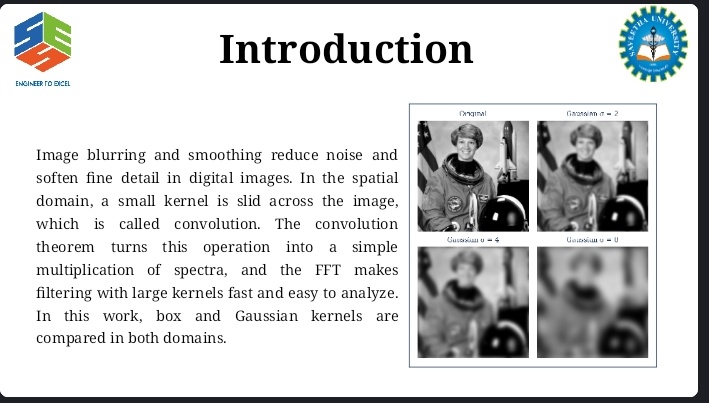 SES
ENGINEER TO EXCEL
Introduction
SAVEETHA UNIVERSITY
Image blurring and smoothing reduce noise and
soften fine detail in digital images. In the spatial
domain, a small kernel is slid across the image,
which is called convolution. The convolution
theorem turns this operation into a simple
multiplication of spectra, and the FFT makes
filtering with large kernels fast and easy to analyze.
In this work, box and Gaussian kernels are
compared in both domains.
Original
Gaussian σ = 2
Gaussian σ = 4
Gaussian σ = 8